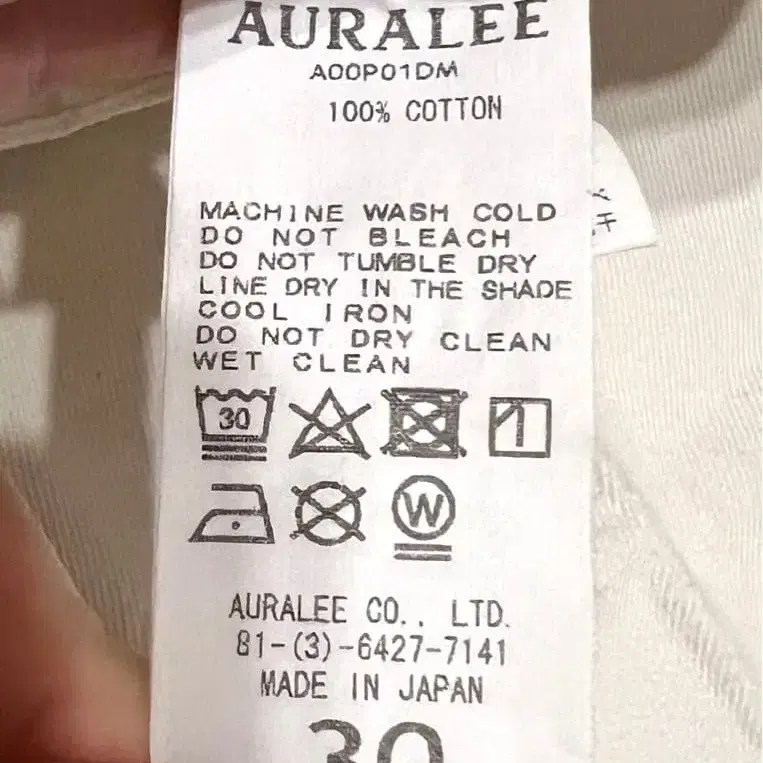 AURALEE
A00P01DM
100% COTTON
MACHINE WASH COLD
DO NOT BLEACH
DO NOT TUMBLE DRY
LINE DRY IN THE SHADE
COOL IRON
DO NOT DRY CLEAN
WET CLEAN
30
W
AURALEE CO., LTD.
81-(3)-6427-7141
MADE IN JAPAN
30